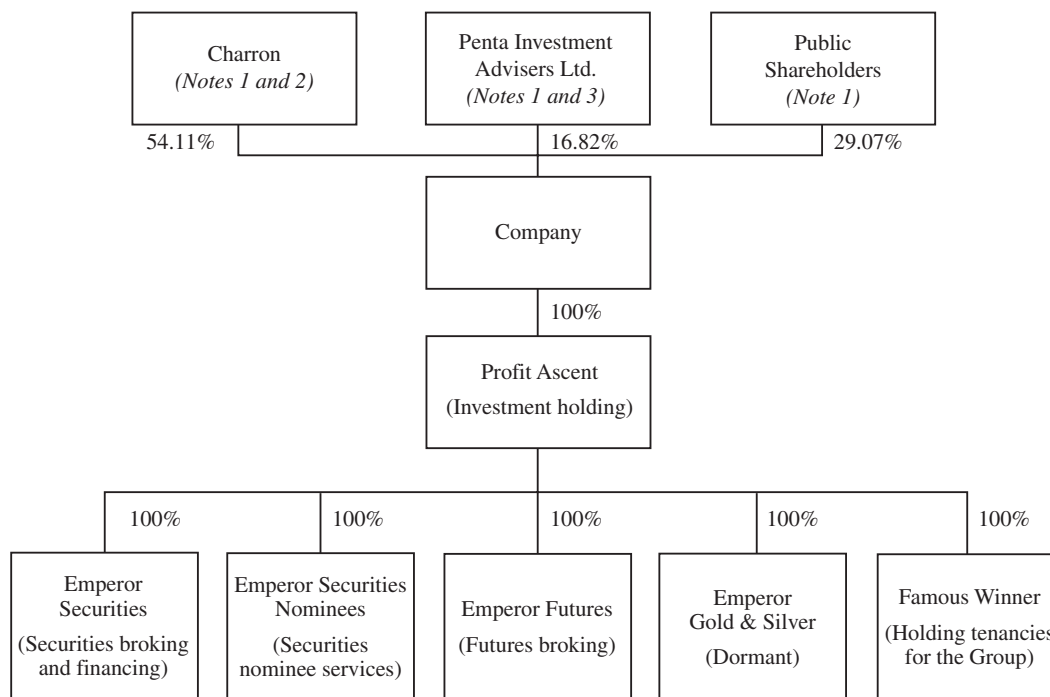 Charron
(Notes 1 and 2)
Penta Investment
Advisers Ltd.
(Notes 1 and 3)
Public
Shareholders
(Note 1)
54.11%
16.82%
29.07%
Company
100%
Profit Ascent
(Investment holding)
100%
100%
100%
100%
100%
Emperor
Securities
(Securities broking
and financing)
Emperor Securities
Nominees
(Securities
nominee services)
Emperor Futures
(Futures broking)
Emperor
Gold & Silver
(Dormant)
Famous Winner
(Holding tenancies
for the Group)